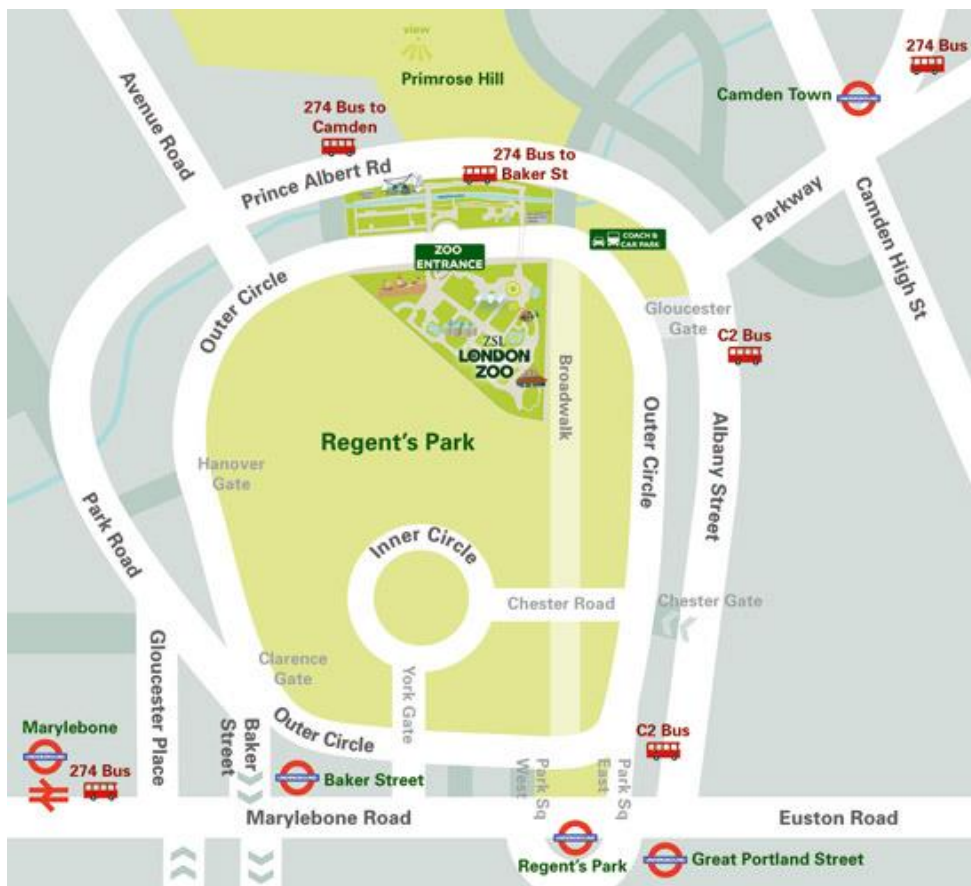 view
Primrose Hill
274 Bus
Camden Town
Avenue Road
274 Bus to
Camden
274 Bus to
Baker St
Prince Albert Rd
Parkway
Camden High St
COACH &
CAR PARK
ZOO
ENTRANCE
Outer Circle
Gloucester
Gate
C2 Bus
ZSL
LONDON
ZOO
Broadwalk
Outer Circle
Albany Street
Regent's Park
Hanover
Gate
Park Road
Inner Circle
Chester Road
Chester Gate
Gloucester Place
Clarence
Gate
York Gate
Marylebone
UNDERGROUND
274 Bus
Baker
Street
Outer Circle
Baker Street
C2 Bus
Park Sq
West
Park Sq
East
Marylebone Road
Euston Road
Regent's Park
Great Portland Street